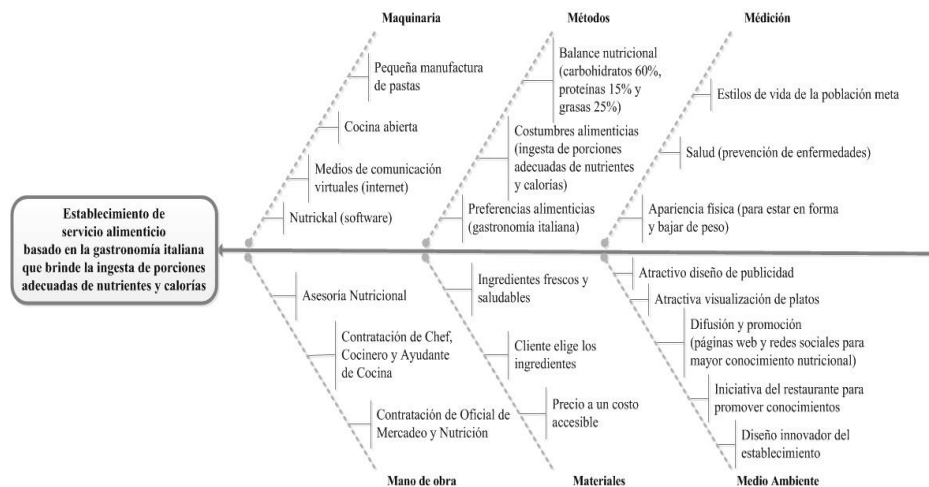 Maquinaria
Métodos
Médición
Pequeña manufactura
de pastas
Cocina abierta
Medios de comunicación
virtuales (internet)
Nutrickal (software)
Balance nutricional
(carbohidratos 60%,
proteinas 15% y
grasas 25%)
Costumbres alimenticias
(ingesta de porciones
adecuadas de nutrientes
y calorias)
Preferencias alimenticias
(gastronomía italiana)
Estilos de vida de la población meta
Salud (prevención de enfermedades)
Apariencia física (para estar en forma
y bajar de peso)
Establecimiento de
servicio alimenticio
basado en la gastronomía italiana
que brinde la ingesta de porciones
adecuadas de nutrientes y calorías
Asesoría Nutricional
Contratación de Chef,
Cocinero y Ayudante
de Cocina
Contratación de Oficial de
Mercadeo y Nutrición
Ingredientes frescos y
saludables
Cliente elige los
ingredientes
Precio a un costo
accesible
Atractivo diseño de publicidad
Atractiva visualización de platos
Difusión y promoción
(páginas web y redes sociales para
mayor conocimiento nutricional)
Iniciativa del restaurante para
promover conocimientos
Diseño innovador del
establecimiento
Mano de obra
Materiales
Medio Ambiente